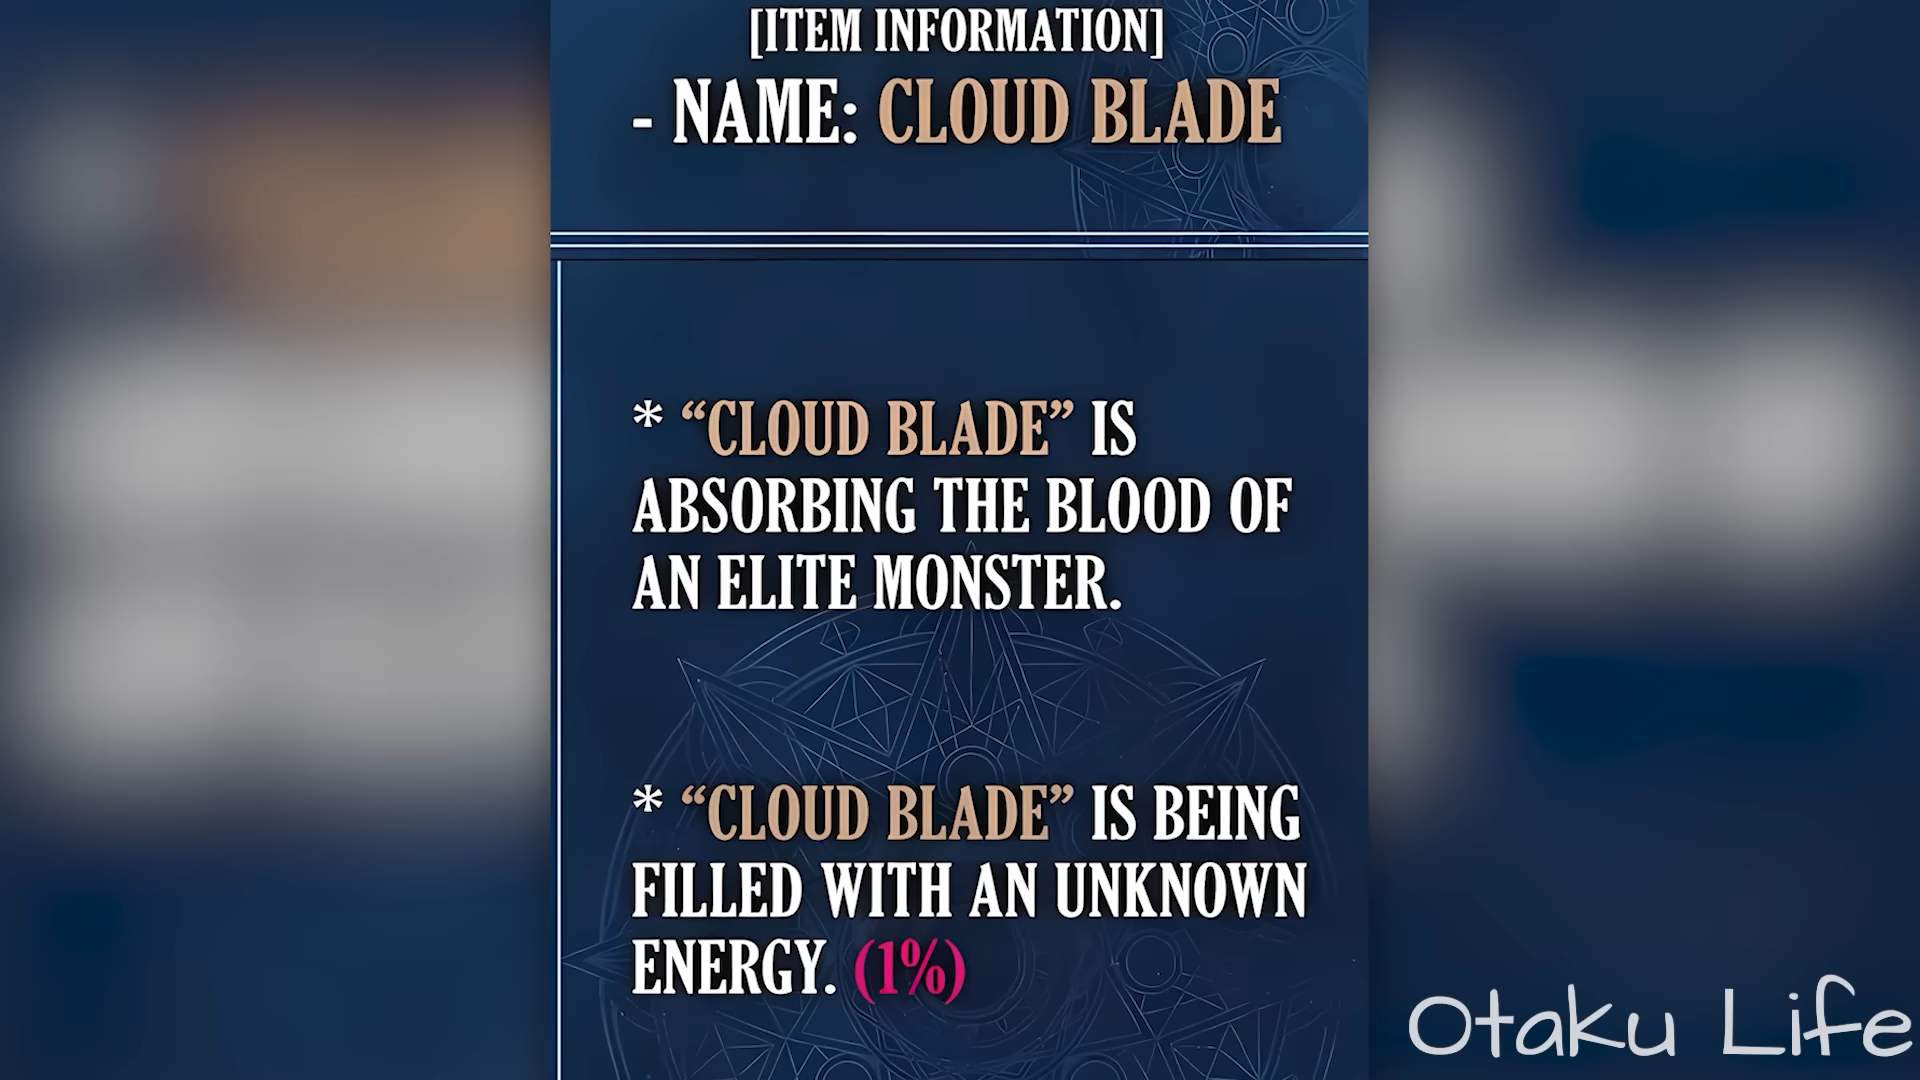 [ITEM INFORMATION]
- NAME: CLOUD BLADE
* “CLOUD BLADE” IS
ABSORBING THE BLOOD OF
AN ELITE MONSTER.
* “CLOUD BLADE” IS BEING
FILLED WITH AN UNKNOWN
ENERGY. (1%)
Otaku Life